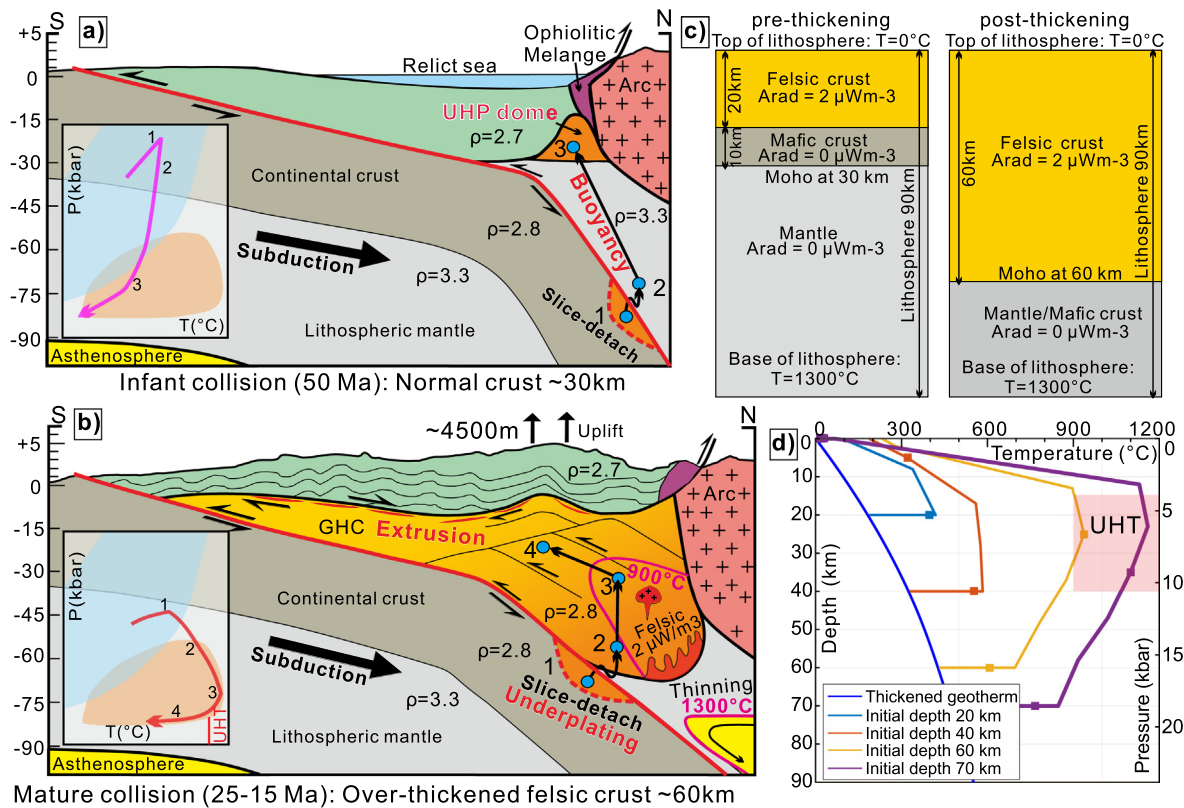 S
N
a)
+5
0
-15
-30
-45
-60
-75
-90
Ophiolitic
Melange
Relict sea
Arc
UHP dome
ρ=2.7
3
Continental crust
Buoyancy
ρ=3.3
ρ=2.8
Subduction
ρ=3.3
2
1
Slice-detach
Lithospheric mantle
Asthenosphere
P(kbar)
1
2
3
T(°C)
Infant collision (50 Ma): Normal crust ~30km
S
N
b)
+5
0
-15
-30
-45
-60
-75
-90
~4500m
Uplift
ρ=2.7
Arc
GHC
Extrusion
4
900°C
3
Continental crust
ρ=2.8
Felsic
2 μW/m3
2
Subduction
ρ=2.8
1
Slice-detach
Underplating
ρ=3.3
Thinning
1300°C
Lithospheric mantle
Asthenosphere
P(kbar)
1
2
3
4
T(°C)
UHT
Mature collision (25-15 Ma): Over-thickened felsic crust ~60km
c)
pre-thickening
Top of lithosphere: T=0°C
20km
Felsic crust
Arad = 2 μWm-3
10km
Mafic crust
Arad = 0 μWm-3
Moho at 30 km
Mantle
Arad = 0 μWm-3
Lithosphere 90km
Base of lithosphere:
T=1300°C
post-thickening
Top of lithosphere: T=0°C
60km
Felsic crust
Arad = 2 μWm-3
Lithosphere 90km
Moho at 60 km
Mantle/Mafic crust
Arad = 0 μWm-3
Base of lithosphere:
T=1300°C
d)
0 300 600 900 1200
Temperature (°C)
0
10
20
30
40
50
60
70
80
90
Depth (km)
UHT
0
5
10
15
20
Pressure (kbar)
Thickened geotherm
Initial depth 20 km
Initial depth 40 km
Initial depth 60 km
Initial depth 70 km